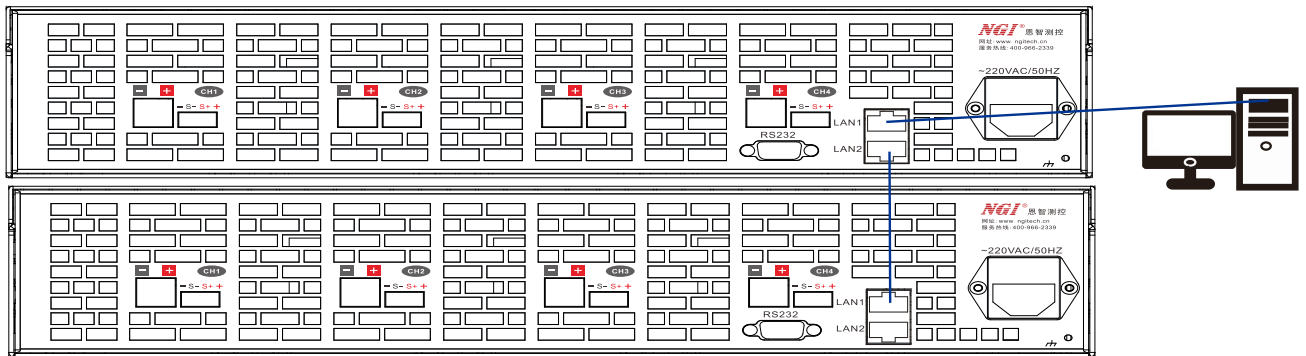 NGI® 恩智测控
网址: www.ngitech.cn
服务热线: 400-966-2339
~220VAC/50HZ
- + CH1
- + CH2
- + CH3
- + CH4
- S- S+ +
- S- S+ +
- S- S+ +
- S- S+ +
LAN1
RS232
LAN2
NGI® 恩智测控
网址: www.ngitech.cn
服务热线: 400-966-2339
~220VAC/50HZ
- + CH1
- + CH2
- + CH3
- + CH4
- S- S+ +
- S- S+ +
- S- S+ +
- S- S+ +
LAN1
RS232
LAN2